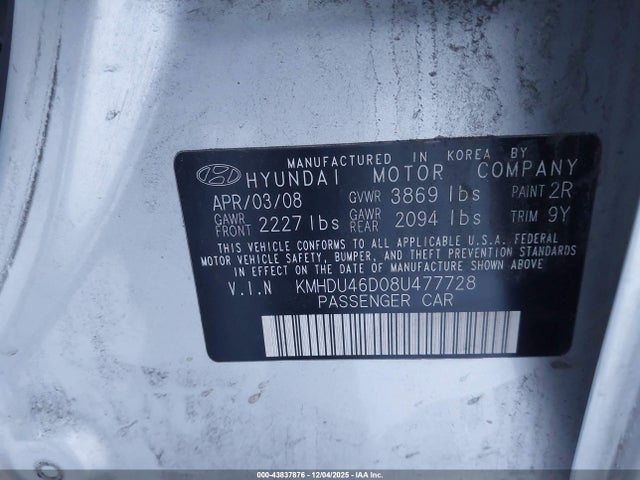 MANUFACTURED IN KOREA BY
HYUNDAI MOTOR COMPANY
APR/03/08 GVWR 3869 lbs PAINT 2R
GAWR FRONT 2227 lbs GAWR REAR 2094 lbs TRIM 9Y
THIS VEHICLE CONFORMS TO ALL APPLICABLE U.S.A. FEDERAL
MOTOR VEHICLE SAFETY, BUMPER, AND THEFT PREVENTION STANDARDS
IN EFFECT ON THE DATE OF MANUFACTURE SHOWN ABOVE.
V.I.N KMHDU46D08U477728
PASSENGER CAR
000-43837876 - 12/04/2025 - IAA Inc.